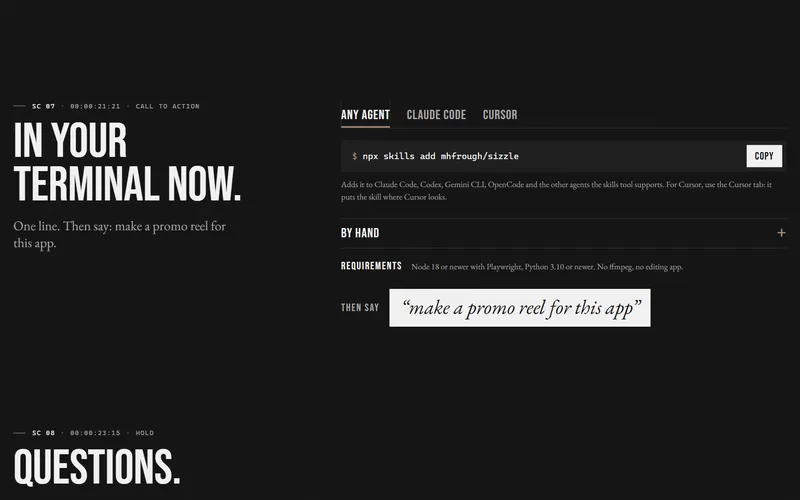 SC 07 · 00:00:21:21 · CALL TO ACTION
IN YOUR
TERMINAL NOW.
One line. Then say: make a promo reel for
this app.
ANY AGENT CLAUDE CODE CURSOR
$ npx skills add mhfrough/sizzle COPY
Adds it to Claude Code, Codex, Gemini CLI, OpenCode and the other agents the skills tool supports. For Cursor, use the Cursor tab: it
puts the skill where Cursor looks.
BY HAND +
REQUIREMENTS Node 18 or newer with Playwright, Python 3.10 or newer. No ffmpeg, no editing app.
THEN SAY “make a promo reel for this app”
SC 08 · 00:00:23:15 · HOLD
QUESTIONS.